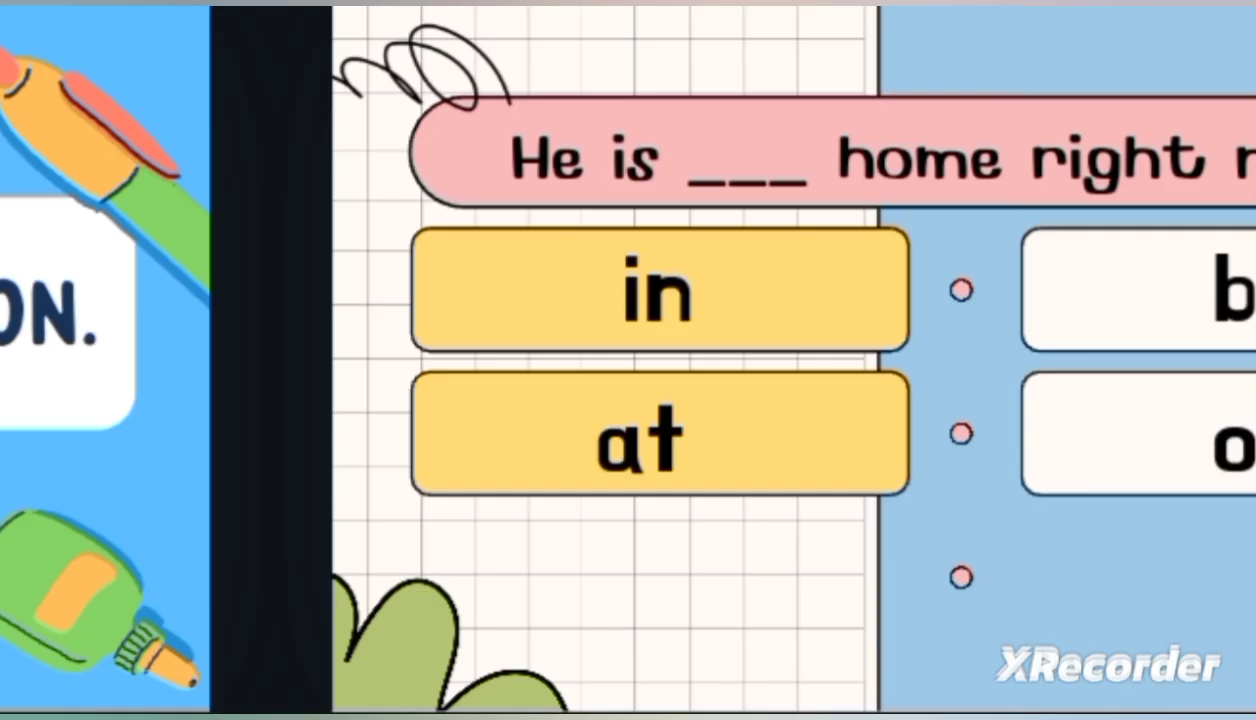 ON.
He is ___ home right
in
b
at
o
XRecorder